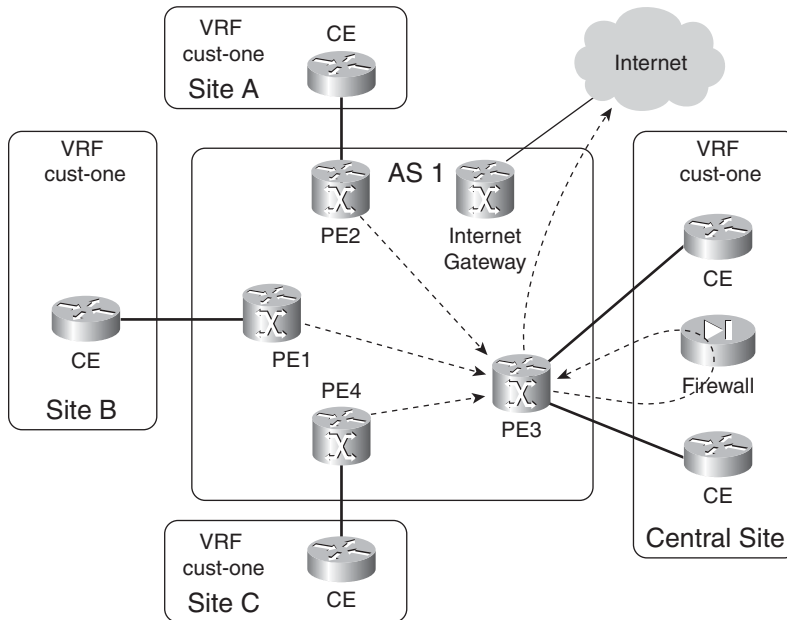 VRF
cust-one
CE
Site A
Internet
VRF
cust-one
CE
Site B
AS 1
PE2
Internet
Gateway
PE1
PE4
PE3
VRF
cust-one
CE
Firewall
CE
Central Site
VRF
cust-one
CE
Site C